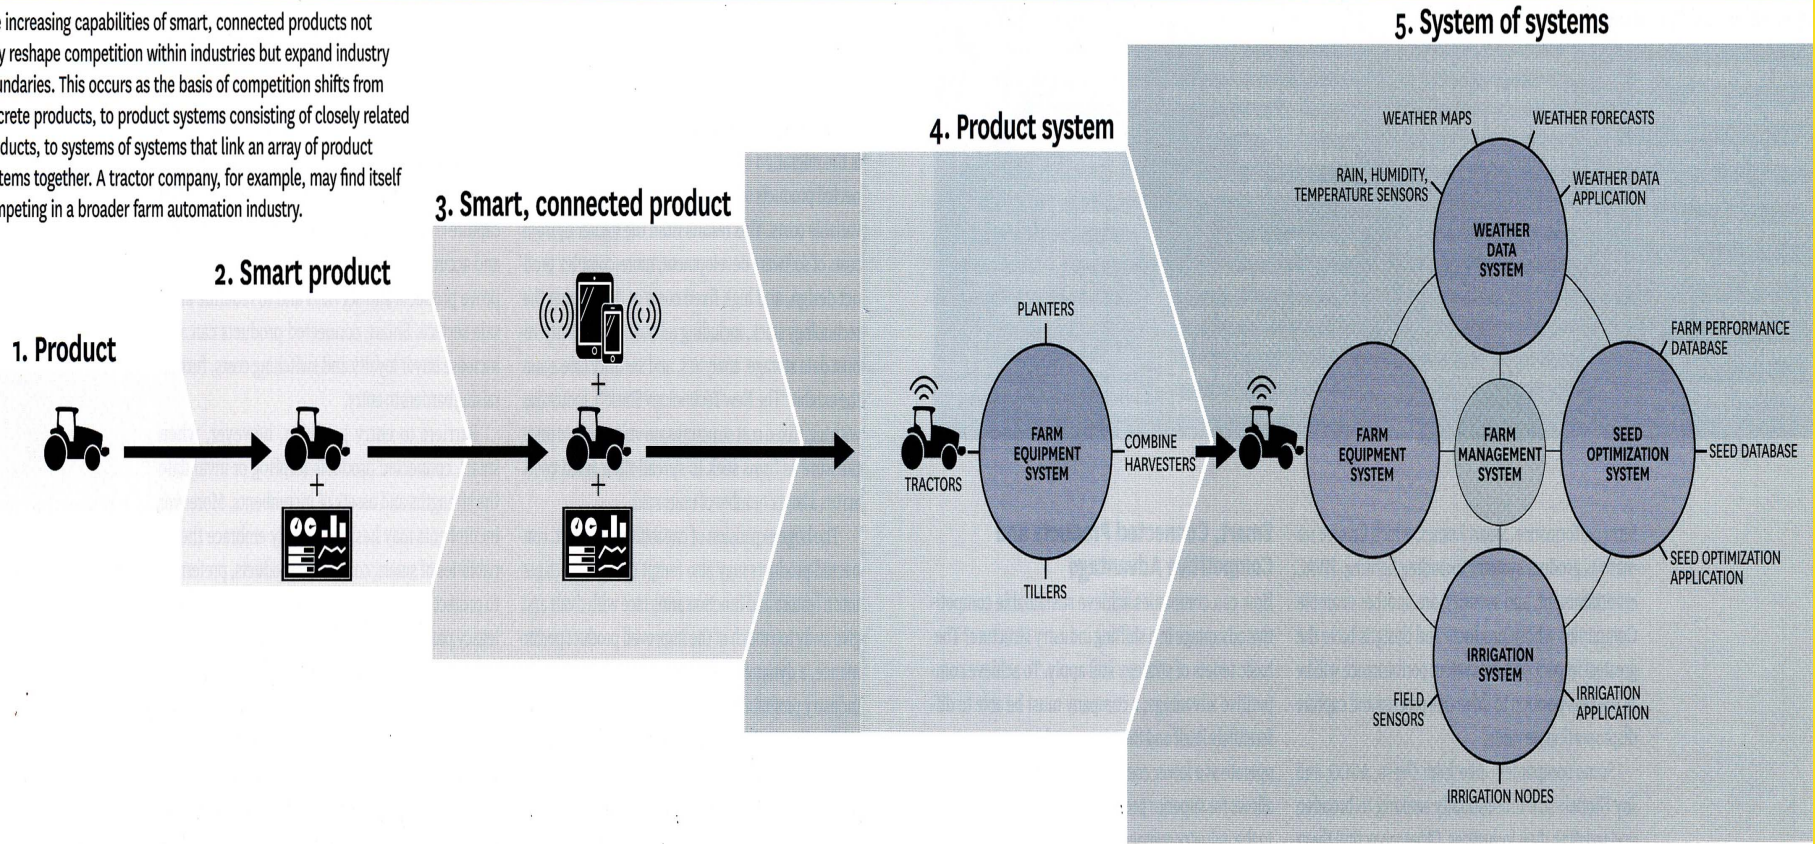 e increasing capabilities of smart, connected products not
y reshape competition within industries but expand industry
undaries. This occurs as the basis of competition shifts from
crete products, to product systems consisting of closely related
ducts, to systems of systems that link an array of product
tems together. A tractor company, for example, may find itself
mpeting in a broader farm automation industry.
1. Product
2. Smart product
+
3. Smart, connected product
+
+
4. Product system
PLANTERS
TRACTORS
FARM
EQUIPMENT
SYSTEM
COMBINE
HARVESTERS
TILLERS
5. System of systems
WEATHER MAPS
WEATHER FORECASTS
RAIN, HUMIDITY,
TEMPERATURE SENSORS
WEATHER DATA
APPLICATION
WEATHER
DATA
SYSTEM
FARM PERFORMANCE
DATABASE
FARM
EQUIPMENT
SYSTEM
FARM
MANAGEMENT
SYSTEM
SEED
OPTIMIZATION
SYSTEM
SEED DATABASE
SEED OPTIMIZATION
APPLICATION
IRRIGATION
SYSTEM
FIELD
SENSORS
IRRIGATION
APPLICATION
IRRIGATION NODES